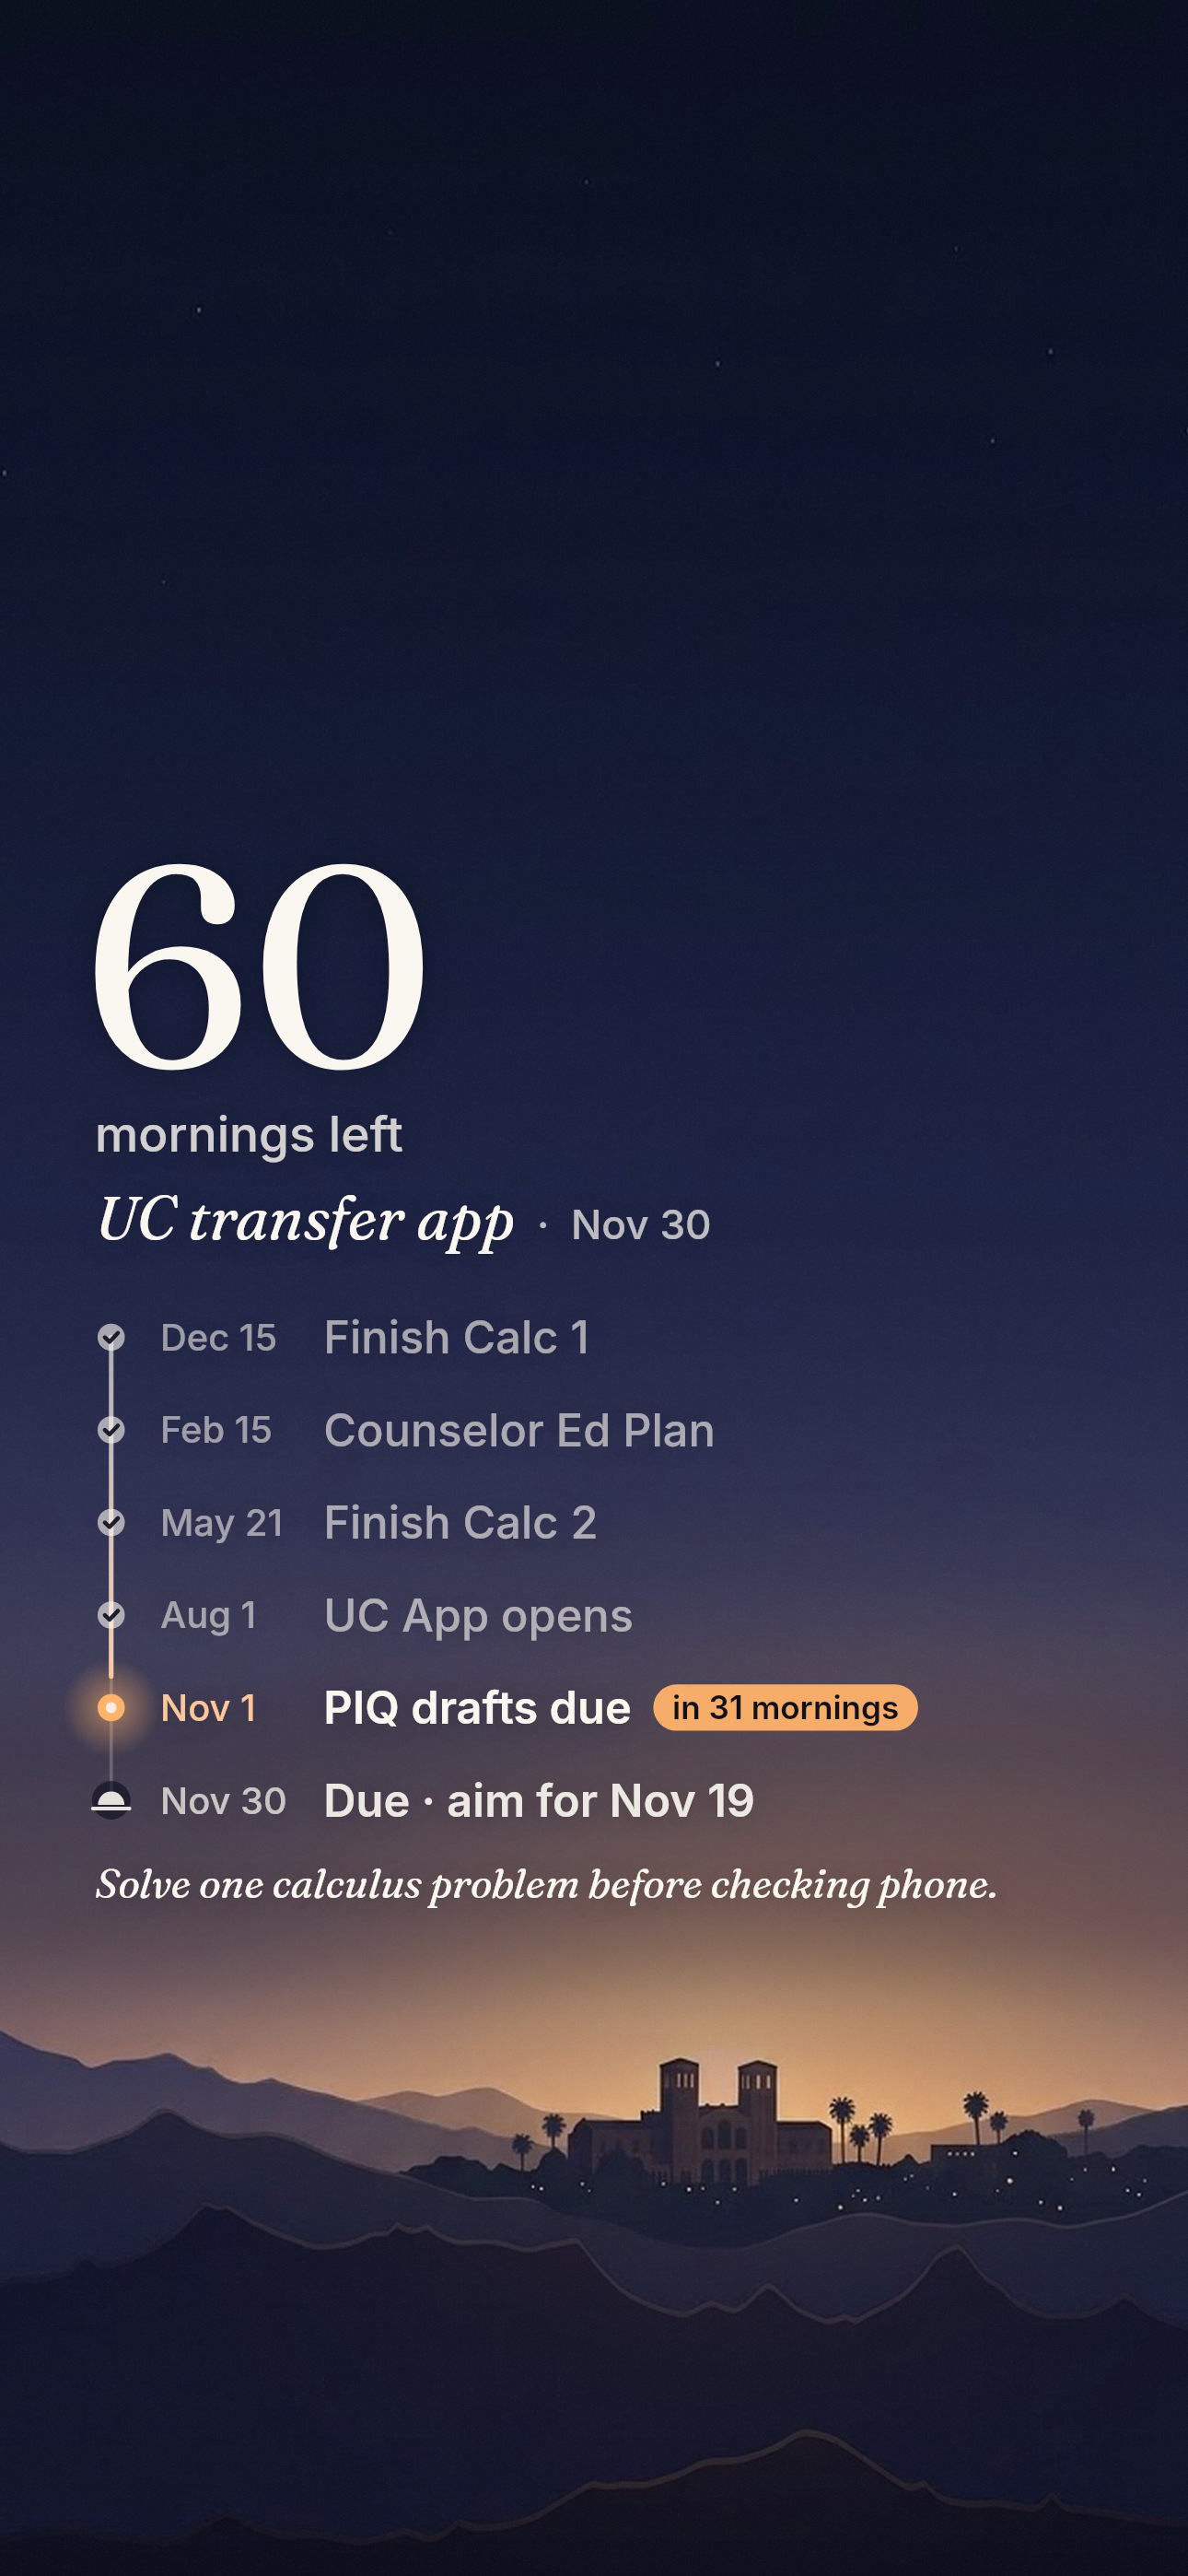 60
mornings left
UC transfer app · Nov 30
Dec 15 Finish Calc 1
Feb 15 Counselor Ed Plan
May 21 Finish Calc 2
Aug 1 UC App opens
Nov 1 PIQ drafts due in 31 mornings
Nov 30 Due · aim for Nov 19
Solve one calculus problem before checking phone.